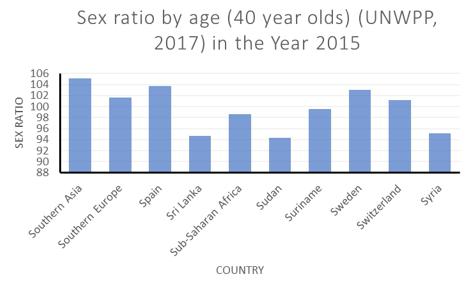 Sex ratio by age (40 year olds) (UNWPP,
2017) in the Year 2015
SEX RATIO
106
104
102
100
98
96
94
92
90
88
Southern Asia
Southern Europe
Spain
Sri Lanka
Sub-Saharan Africa
Sudan
Suriname
Sweden
Switzerland
Syria
COUNTRY